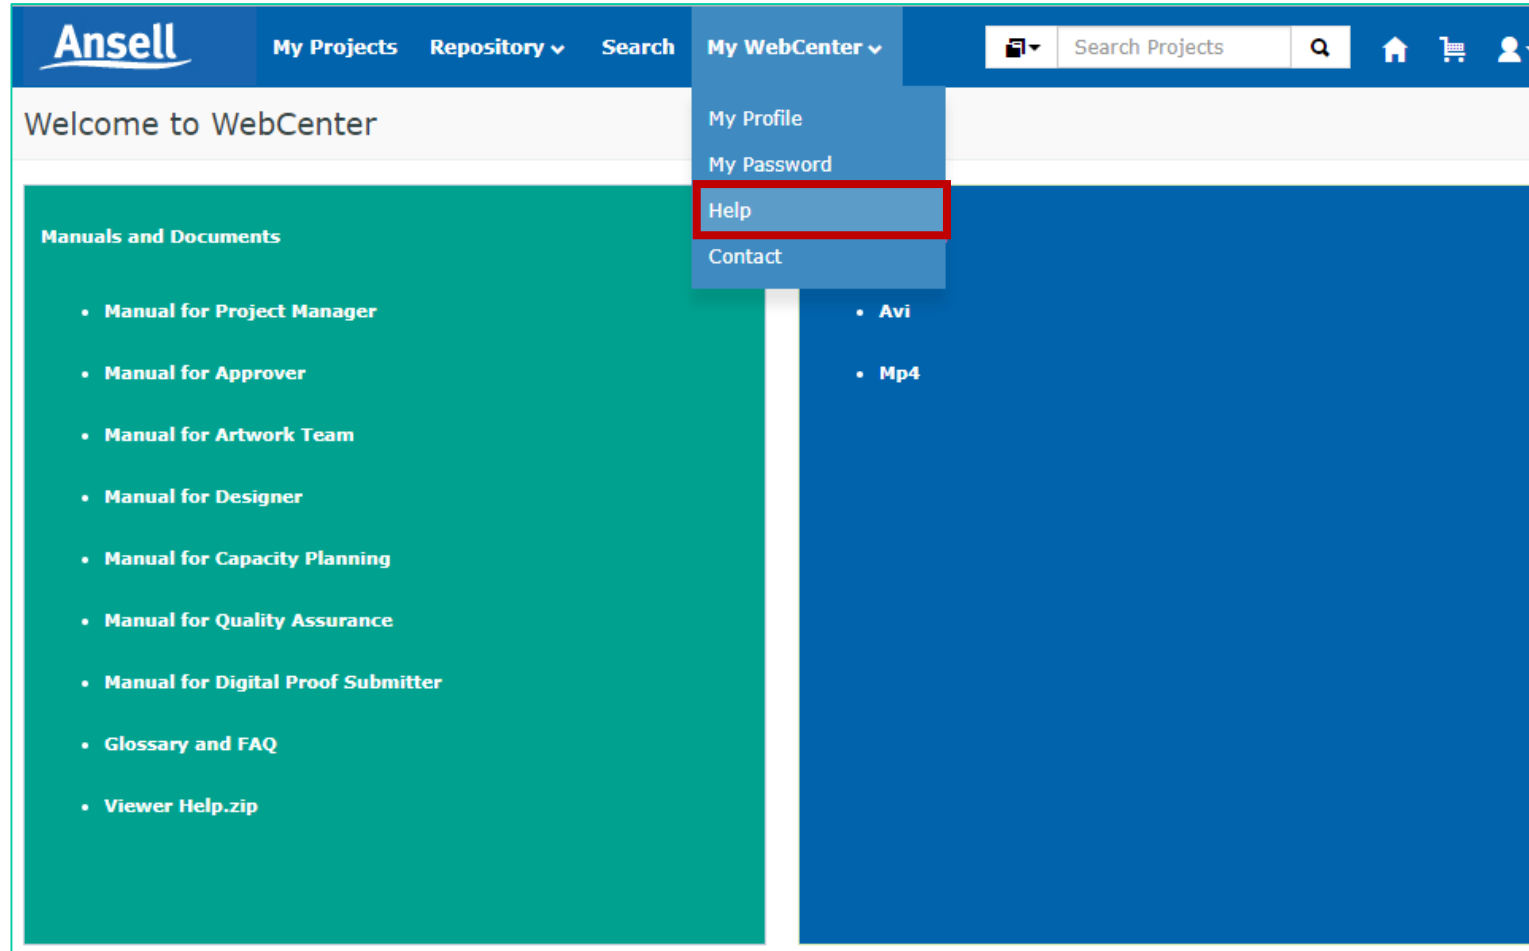 Ansell
My Projects
Repository
Search
My WebCenter
Search Projects
My Profile
My Password
Help
Contact
Welcome to WebCenter
Manuals and Documents
Manual for Project Manager
Manual for Approver
Manual for Artwork Team
Manual for Designer
Manual for Capacity Planning
Manual for Quality Assurance
Manual for Digital Proof Submitter
Glossary and FAQ
Viewer Help.zip
Avi
Mp4